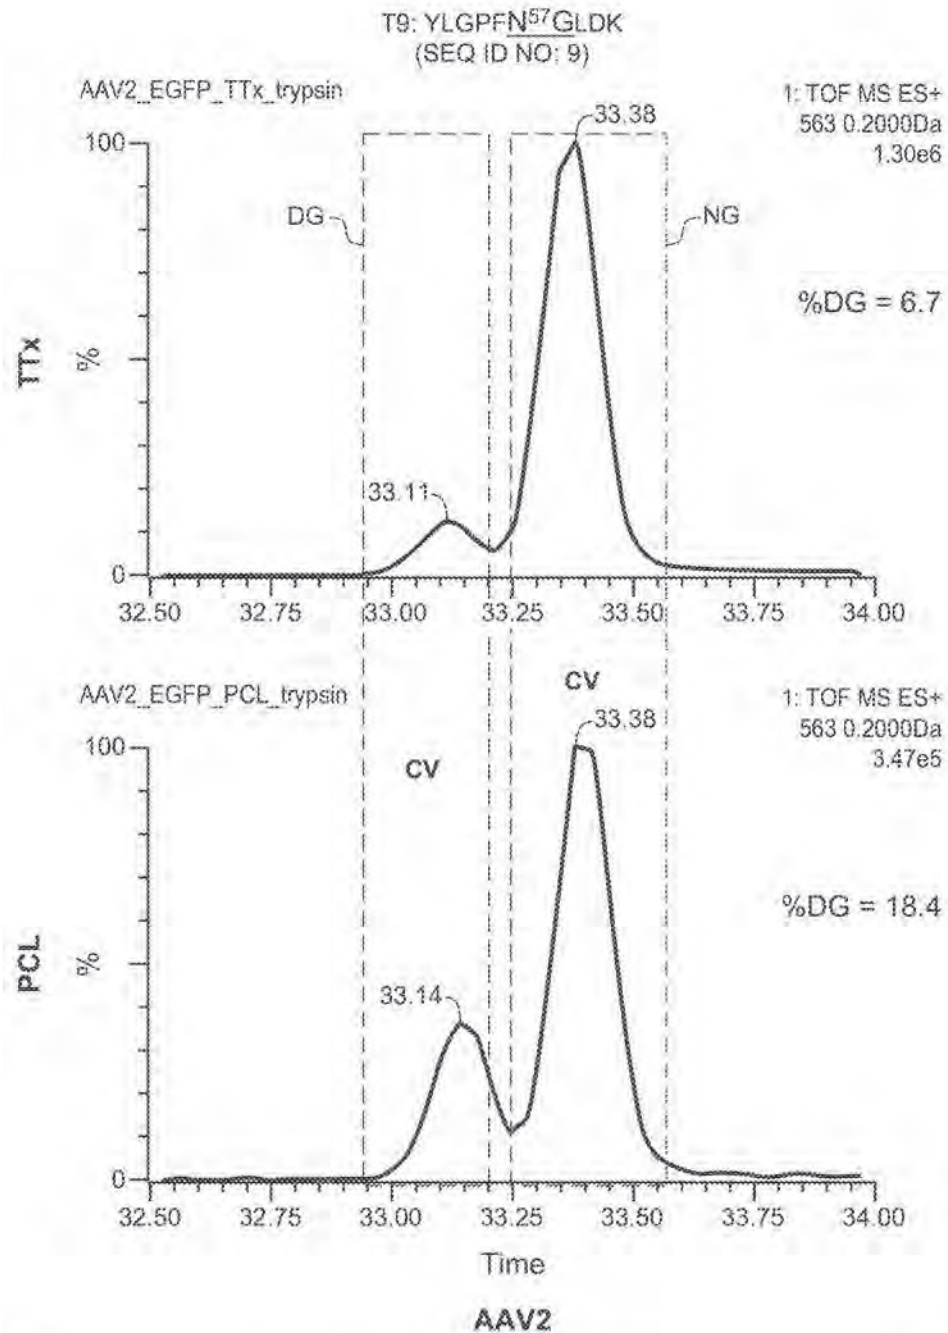 T9: YLGPFN⁵⁷GLDK
(SEQ ID NO: 9)
AAV2_EGFP_TTx_trypsin
1: TOF MS ES+
563 0.2000Da
1.30e6
33.38
100
DG
NG
%DG = 6.7
TTx
%
33.11
0
32.50 32.75 33.00 33.25 33.50 33.75 34.00
AAV2_EGFP_PCL_trypsin
CV
1: TOF MS ES+
563 0.2000Da
3.47e5
33.38
100
CV
%DG = 18.4
PCL
%
33.14
0
32.50 32.75 33.00 33.25 33.50 33.75 34.00
Time
AAV2